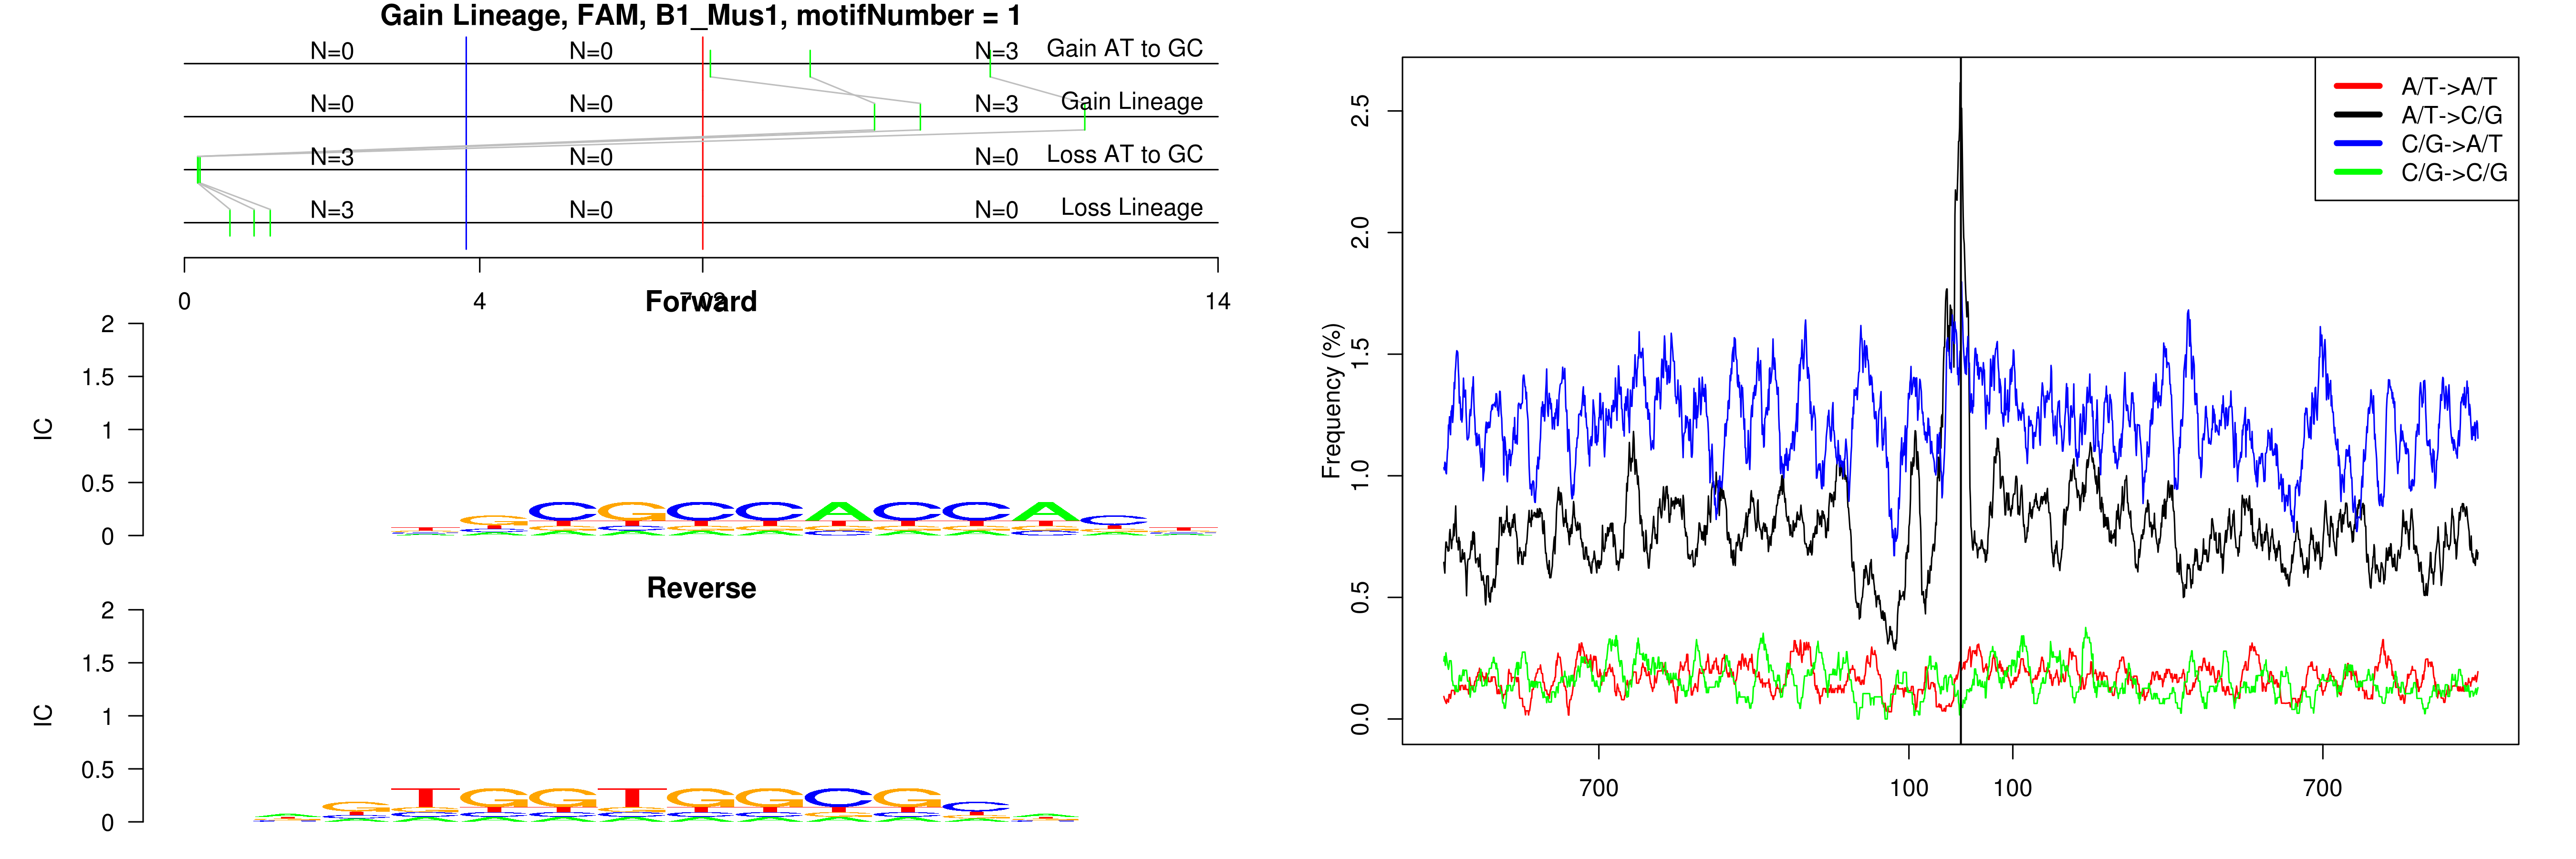 Gain Lineage, FAM, B1_Mus1, motifNumber = 1
N=0 N=0 N=3 Gain AT to GC
N=0 N=0 N=3 Gain Lineage
N=3 N=0 N=0 Loss AT to GC
N=3 N=0 N=0 Loss Lineage
0 4 14
Forward
2
1.5
1
0.5
0
IC
CGCCACCA
Reverse
2
1.5
1
0.5
0
IC
TGGTGGCG
A/T->A/T
A/T->C/G
C/G->A/T
C/G->C/G
Frequency (%)
2.5
2.0
1.5
1.0
0.5
0.0
700 100 100 700